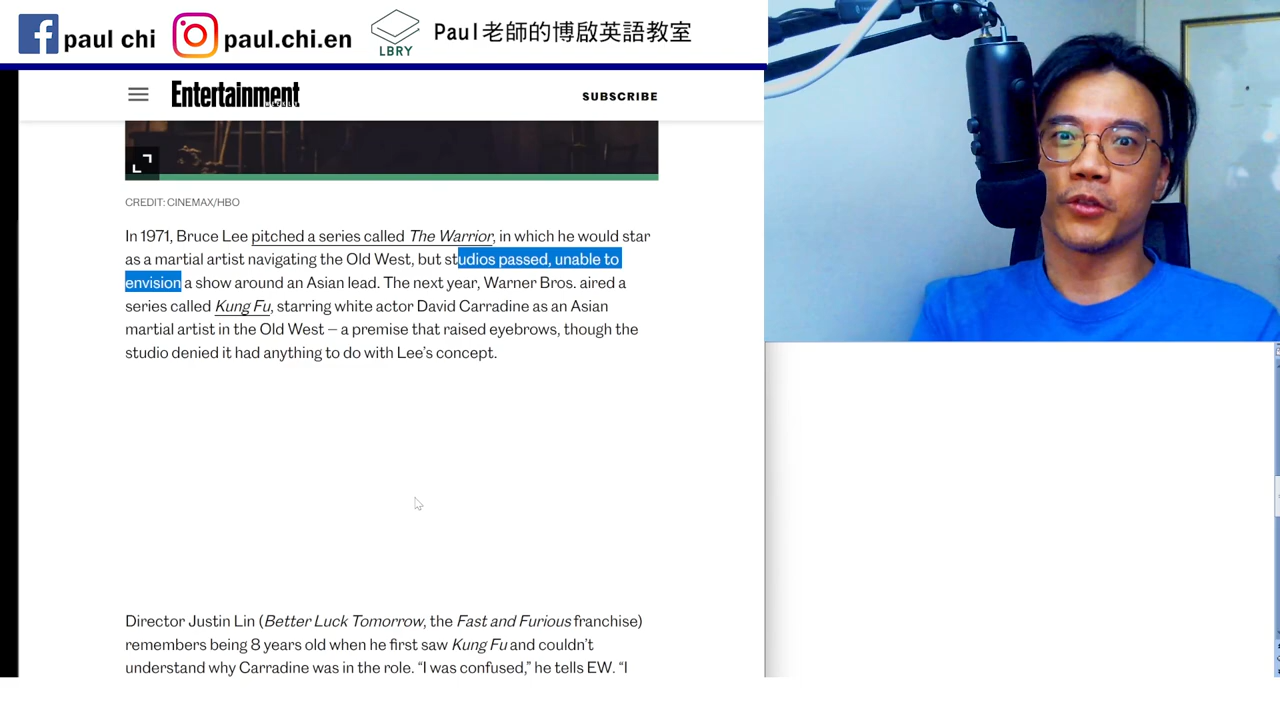 paul chi
paul.chi.en
LBRY
Paul老師的博啟英語教室
Entertainment
SUBSCRIBE
CREDIT: CINEMAX/HBO
In 1971, Bruce Lee pitched a series called The Warrior, in which he would star
as a martial artist navigating the Old West, but studios passed, unable to
envision a show around an Asian lead. The next year, Warner Bros. aired a
series called Kung Fu, starring white actor David Carradine as an Asian
martial artist in the Old West – a premise that raised eyebrows, though the
studio denied it had anything to do with Lee's concept.
Director Justin Lin (Better Luck Tomorrow, the Fast and Furious franchise)
remembers being 8 years old when he first saw Kung Fu and couldn't
understand why Carradine was in the role. “I was confused,” he tells EW. “I